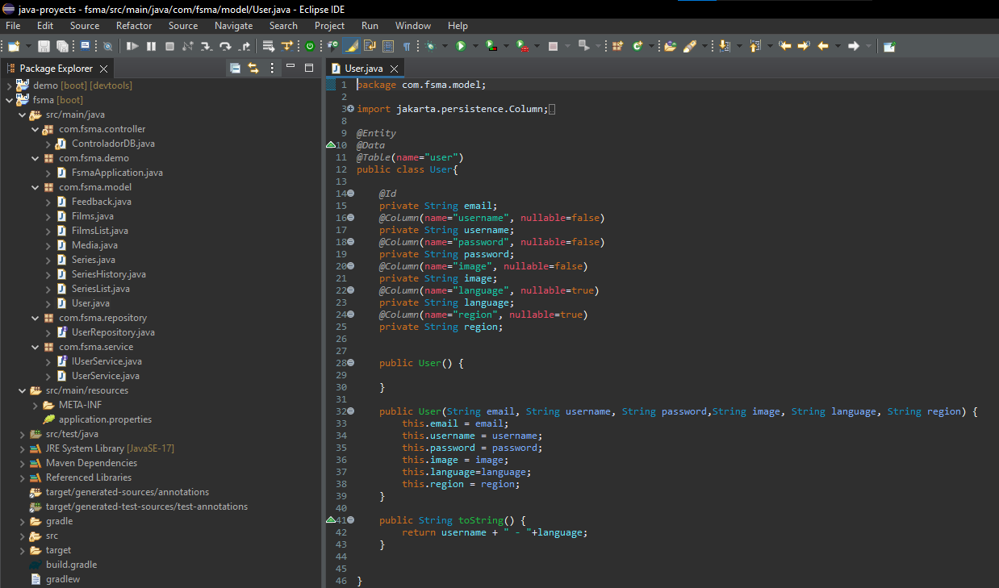 java-proyects - fsma/src/main/java/com/fsma/model/User.java - Eclipse IDE
File Edit Source Refactor Source Navigate Search Project Run Window Help
Package Explorer
demo [boot] [devtools]
fsma [boot]
src/main/java
com.fsma.controller
ControladorDB.java
com.fsma.demo
FsmaApplication.java
com.fsma.model
Feedback.java
Films.java
FilmsList.java
Media.java
Series.java
SeriesHistory.java
SeriesList.java
User.java
com.fsma.repository
UserRepository.java
com.fsma.service
IUserService.java
UserService.java
src/main/resources
META-INF
application.properties
src/test/java
JRE System Library [JavaSE-17]
Maven Dependencies
Referenced Libraries
target/generated-sources/annotations
target/generated-test-sources/test-annotations
gradle
src
target
build.gradle
gradlew
User.java
1 package com.fsma.model;
2
3 import jakarta.persistence.Column;
8
9 @Entity
10 @Data
11 @Table(name="user")
12 public class User{
13
14 @Id
15 private String email;
16 @Column(name="username", nullable=false)
17 private String username;
18 @Column(name="password", nullable=false)
19 private String password;
20 @Column(name="image", nullable=false)
21 private String image;
22 @Column(name="language", nullable=true)
23 private String language;
24 @Column(name="region", nullable=true)
25 private String region;
26
27
28 public User() {
29
30 }
31
32 public User(String email, String username, String password,String image, String language, String region) {
33 this.email = email;
34 this.username = username;
35 this.password = password;
36 this.image = image;
37 this.language=language;
38 this.region = region;
39 }
40
41 public String toString() {
42 return username + " - "+language;
43 }
44
45
46 }